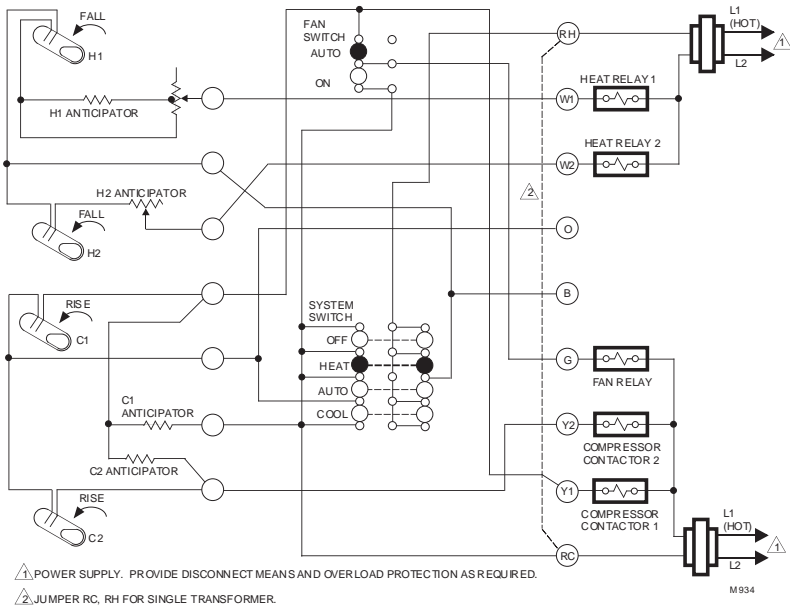 FALL
H1
H1 ANTICIPATOR
H2 ANTICIPATOR
FALL
H2
RISE
C1
C1
ANTICIPATOR
C2 ANTICIPATOR
RISE
C2
FAN
SWITCH
AUTO
ON
SYSTEM
SWITCH
OFF
HEAT
AUTO
COOL
2
RH
W1
W2
O
B
G
Y2
Y1
RC
HEAT RELAY 1
HEAT RELAY 2
FAN RELAY
COMPRESSOR
CONTACTOR 2
COMPRESSOR
CONTACTOR 1
L1
(HOT)
1
L2
L1
(HOT)
1
L2
1 POWER SUPPLY. PROVIDE DISCONNECT MEANS AND OVERLOAD PROTECTION AS REQUIRED.
2 JUMPER RC, RH FOR SINGLE TRANSFORMER.
M934